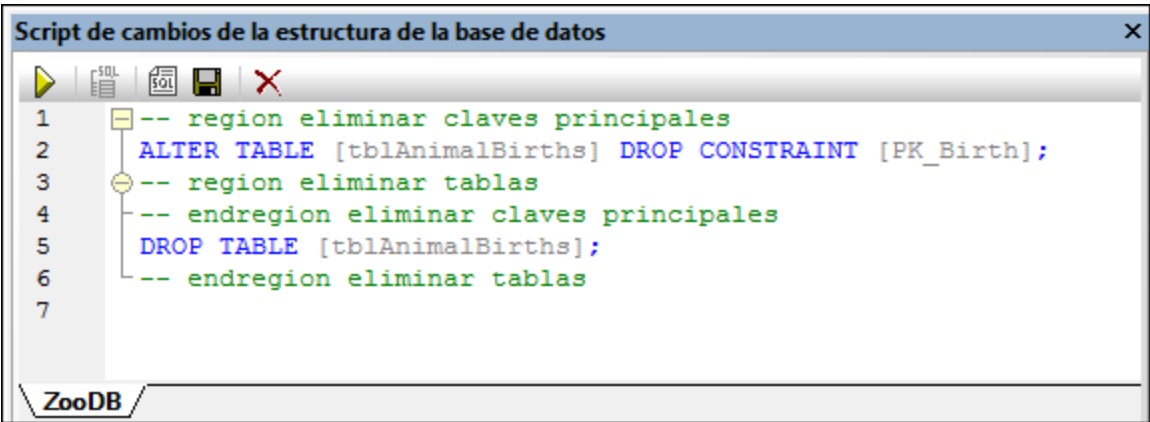 Script de cambios de la estructura de la base de datos
SQL
SQL
1 -- region eliminar claves principales
2 ALTER TABLE [tblAnimalBirths] DROP CONSTRAINT [PK_Birth];
3 -- region eliminar tablas
4 -- endregion eliminar claves principales
5 DROP TABLE [tblAnimalBirths];
6 -- endregion eliminar tablas
7
ZooDB